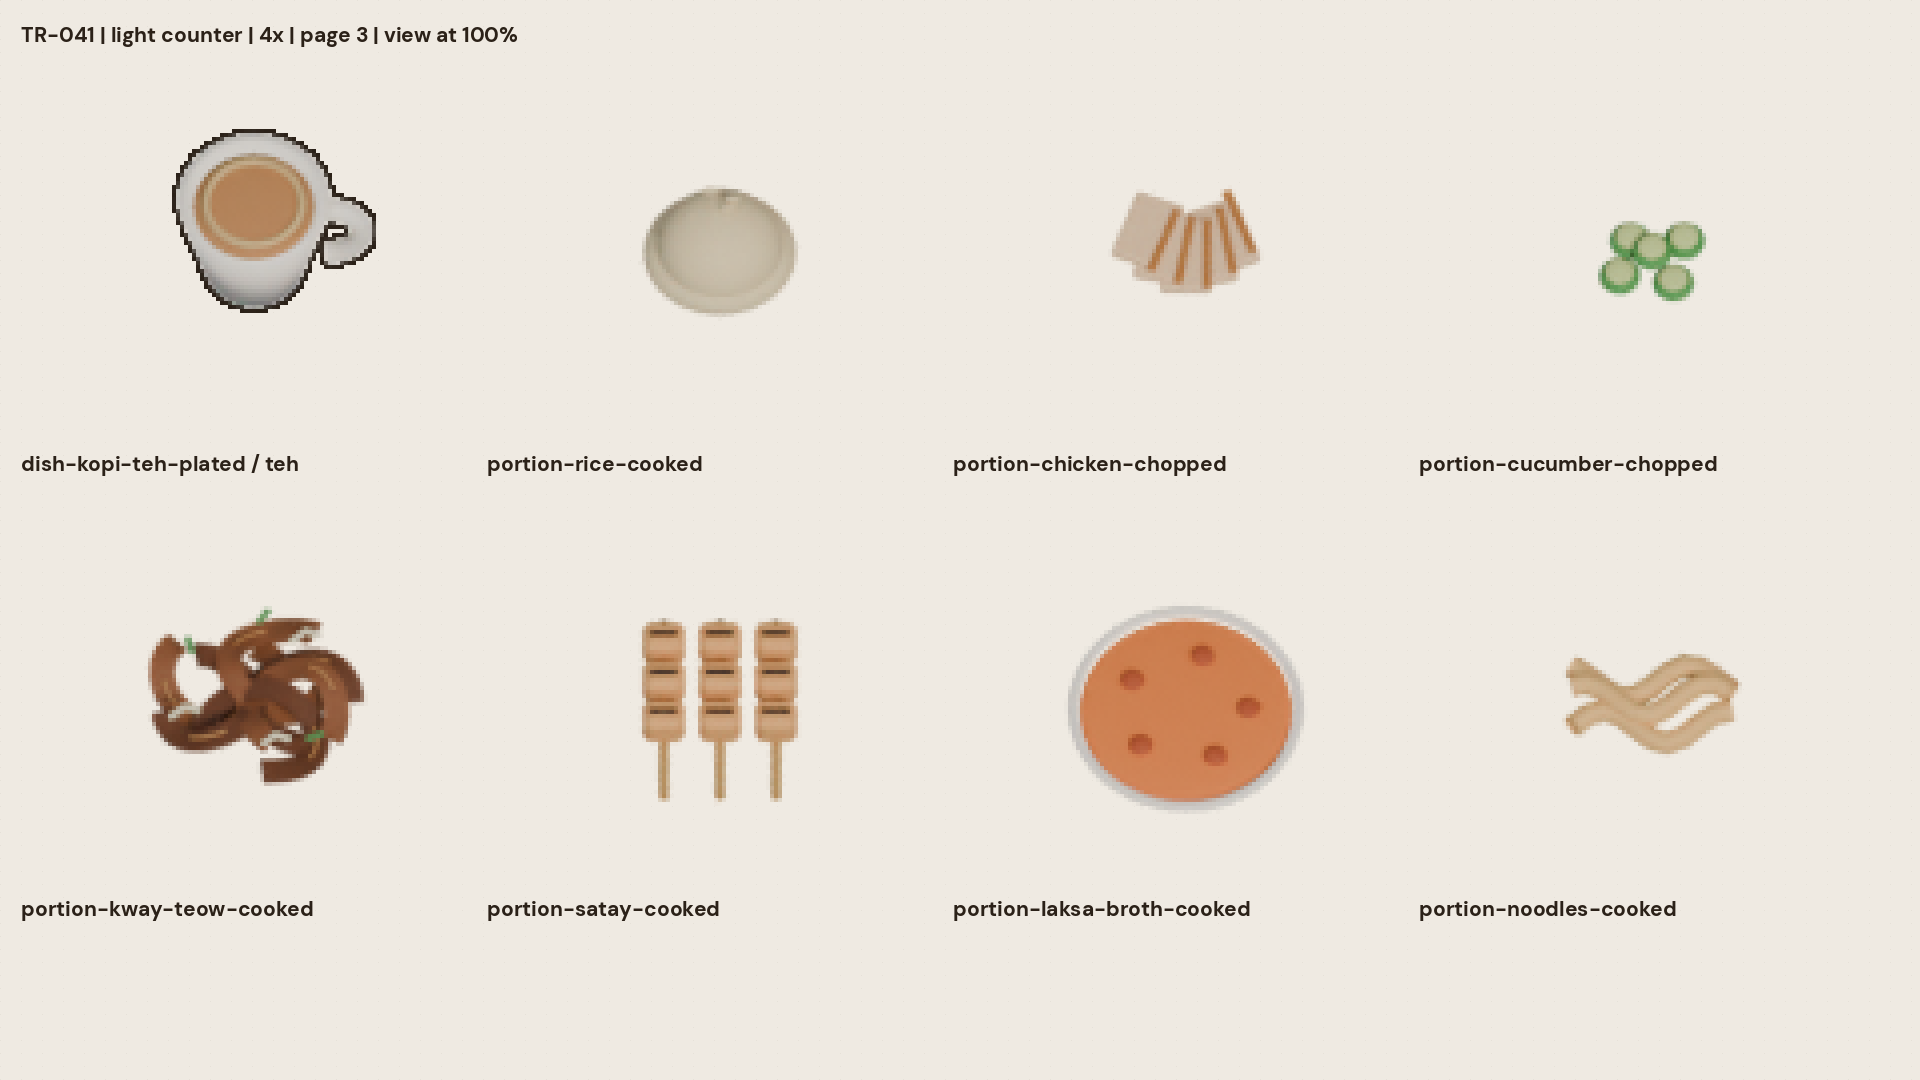 TR-041 | light counter | 4x | page 3 | view at 100%
dish-kopi-teh-plated / teh
portion-rice-cooked
portion-chicken-chopped
portion-cucumber-chopped
portion-kway-teow-cooked
portion-satay-cooked
portion-laksa-broth-cooked
portion-noodles-cooked